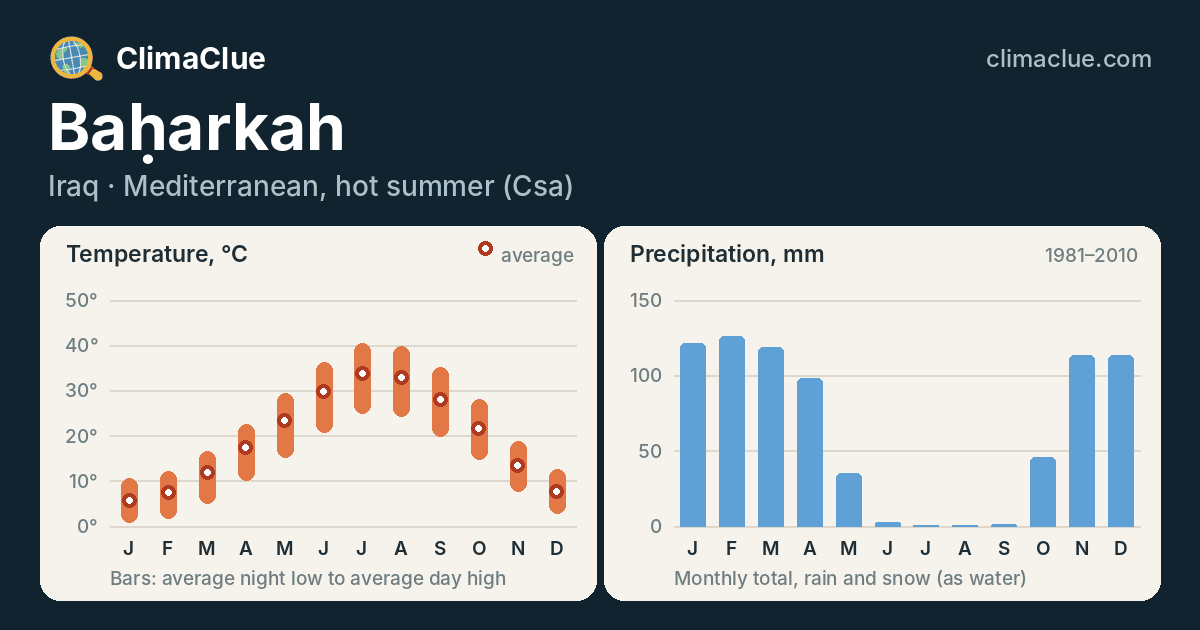 ClimaClue
climaclue.com
Baḥarkah
Iraq · Mediterranean, hot summer (Csa)
Temperature, °C
average
50°
40°
30°
20°
10°
0°
J F M A M J J A S O N D
Bars: average night low to average day high
Precipitation, mm
1981–2010
150
100
50
0
J F M A M J J A S O N D
Monthly total, rain and snow (as water)